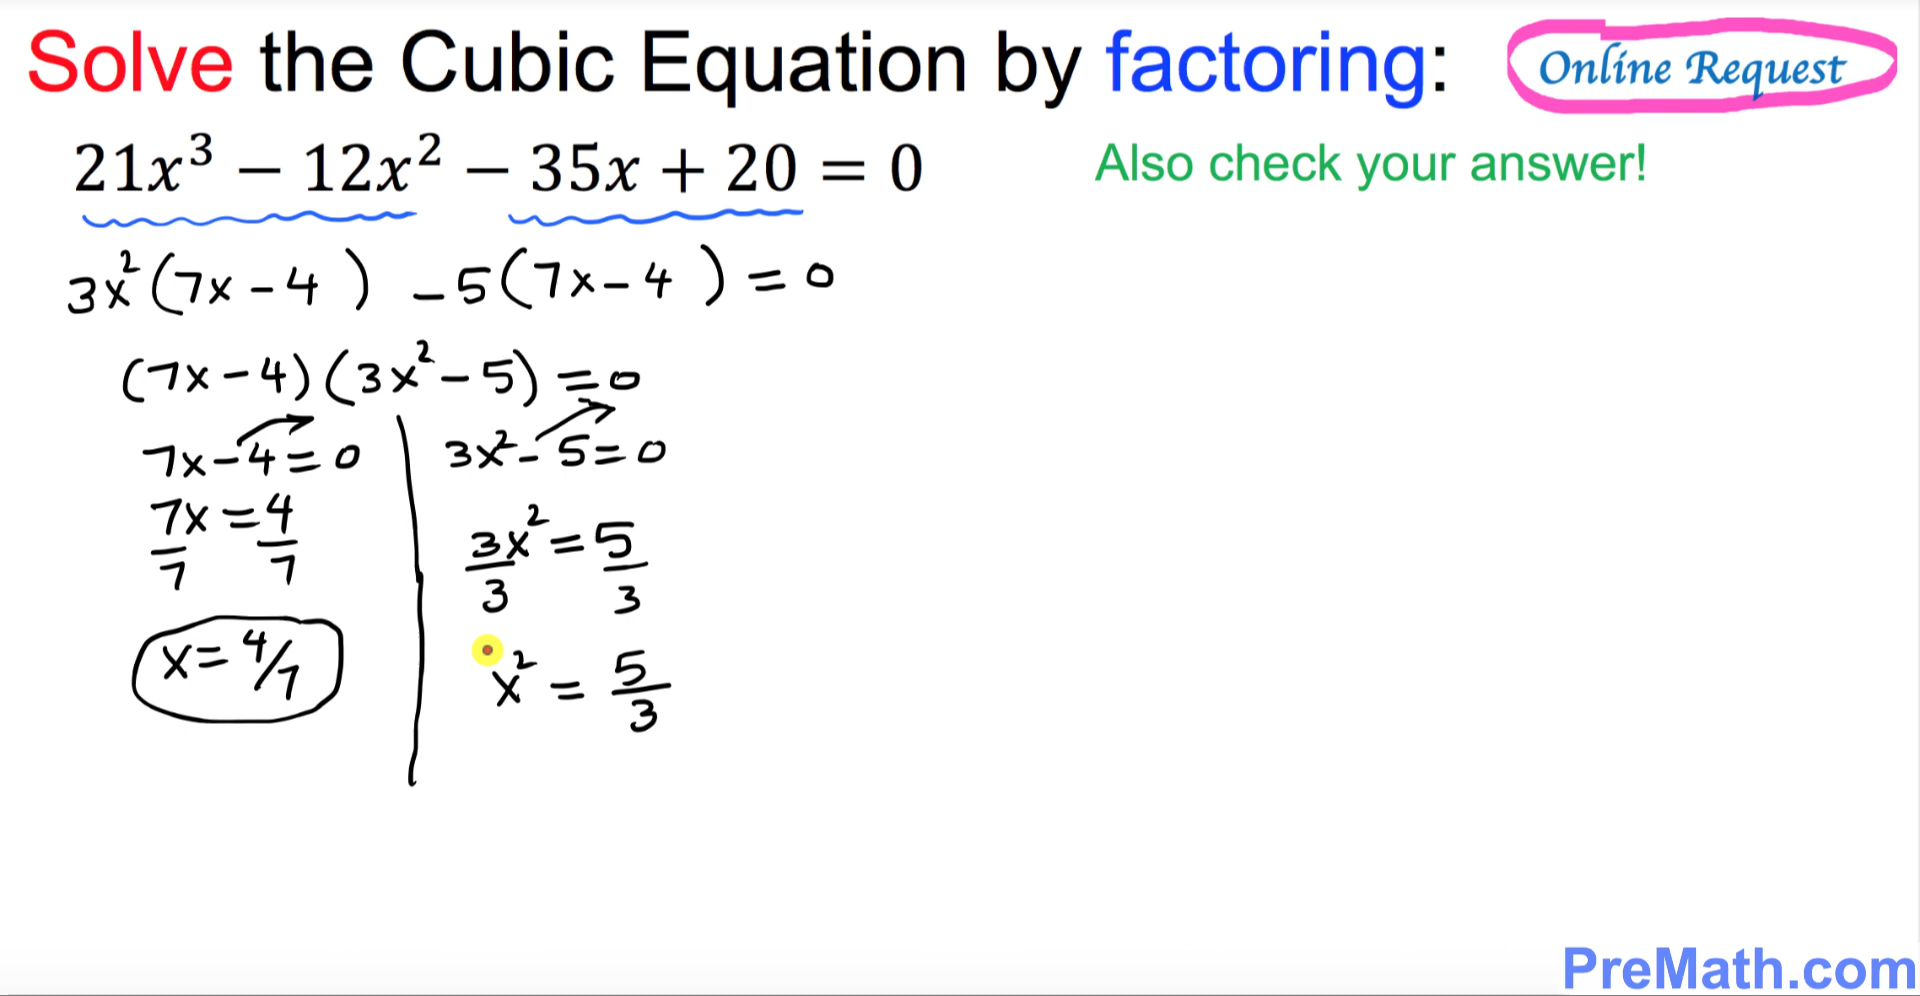 Solve the Cubic Equation by factoring:
Online Request
21x³ − 12x² − 35x + 20 = 0
Also check your answer!
3x²(7x-4) -5(7x-4) = 0
(7x-4)(3x²-5) = 0
7x-4=0
7x = 4
7 7
x = 4/7
3x²-5=0
3x² = 5
3 3
x² = 5/3
PreMath.com